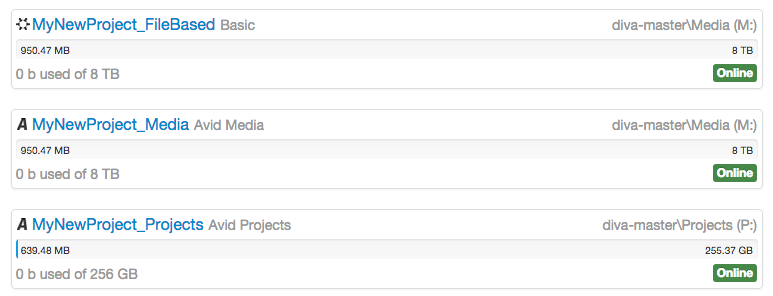 MyNewProject_FileBased Basic diva-master\Media (M:)
950.47 MB 8 TB
0 b used of 8 TB Online
A MyNewProject_Media Avid Media diva-master\Media (M:)
950.47 MB 8 TB
0 b used of 8 TB Online
A MyNewProject_Projects Avid Projects diva-master\Projects (P:)
639.48 MB 255.37 GB
0 b used of 256 GB Online